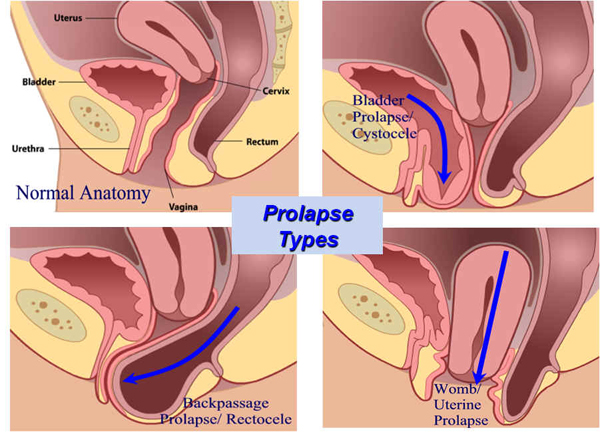 Uterus
Bladder
Cervix
Urethra
Rectum
Vagina
Normal Anatomy
Bladder
Prolapse/
Cystocele
Prolapse
Types
Backpassage
Prolapse/ Rectocele
Womb/
Uterine
Prolapse